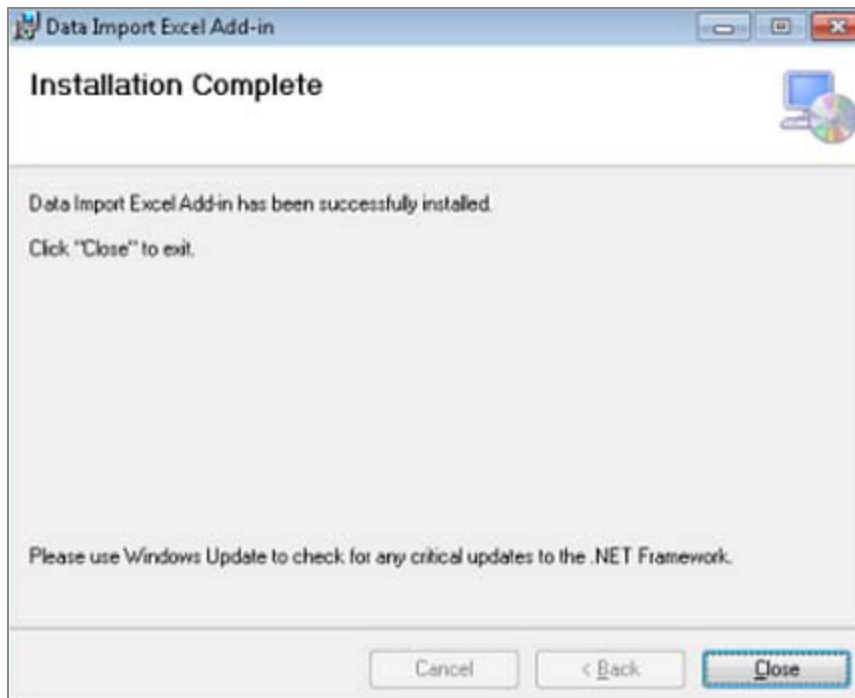 Data Import Excel Add-in
Installation Complete
Data Import Excel Add-in has been successfully installed.
Click "Close" to exit.
Please use Windows Update to check for any critical updates to the .NET Framework.
Cancel
< Back
Close